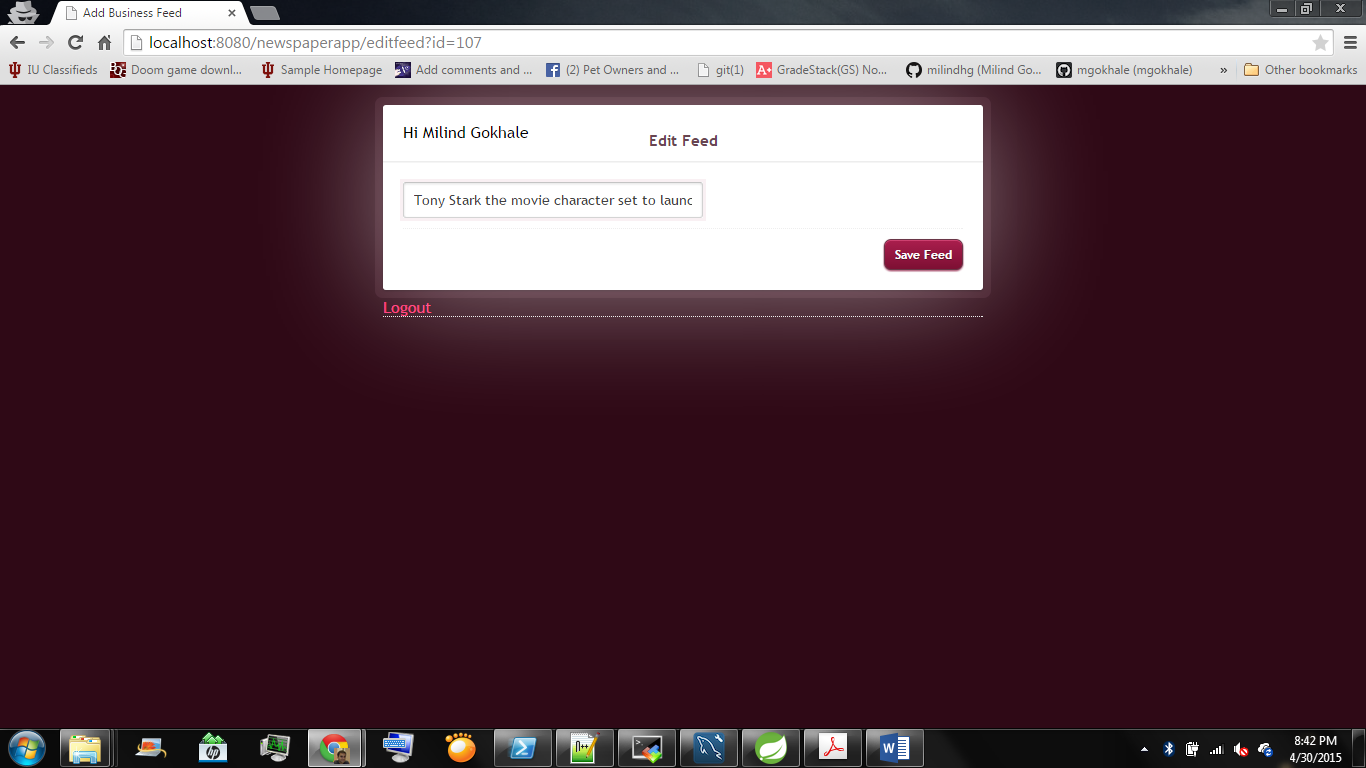 Add Business Feed
localhost:8080/newspaperapp/editfeed?id=107
IU Classifieds
Doom game downl...
Sample Homepage
Add comments and ...
(2) Pet Owners and ...
git(1)
A+ GradeStack(GS) No...
milindhg (Milind Go...
mgokhale (mgokhale)
»
Other bookmarks
Hi Milind Gokhale
Edit Feed
Tony Stark the movie character set to launc
Save Feed
Logout
hp
W
8:42 PM
4/30/2015